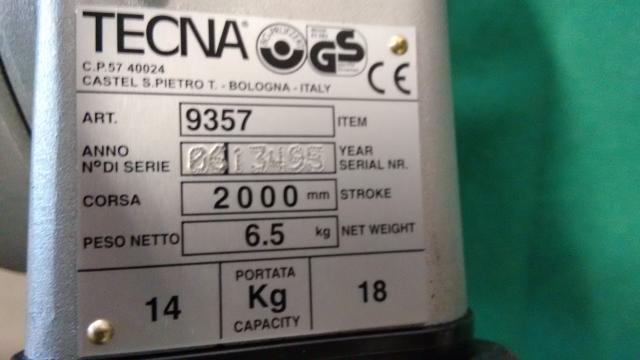 TECNA
GS
C.P.57 40024
CASTEL S.PIETRO T. - BOLOGNA - ITALY
CE
ART. 9357 ITEM
ANNO YEAR
N°DI SERIE SERIAL NR.
CORSA 2000 mm STROKE
PESO NETTO 6.5 kg NET WEIGHT
14 PORTATA 18
Kg
CAPACITY